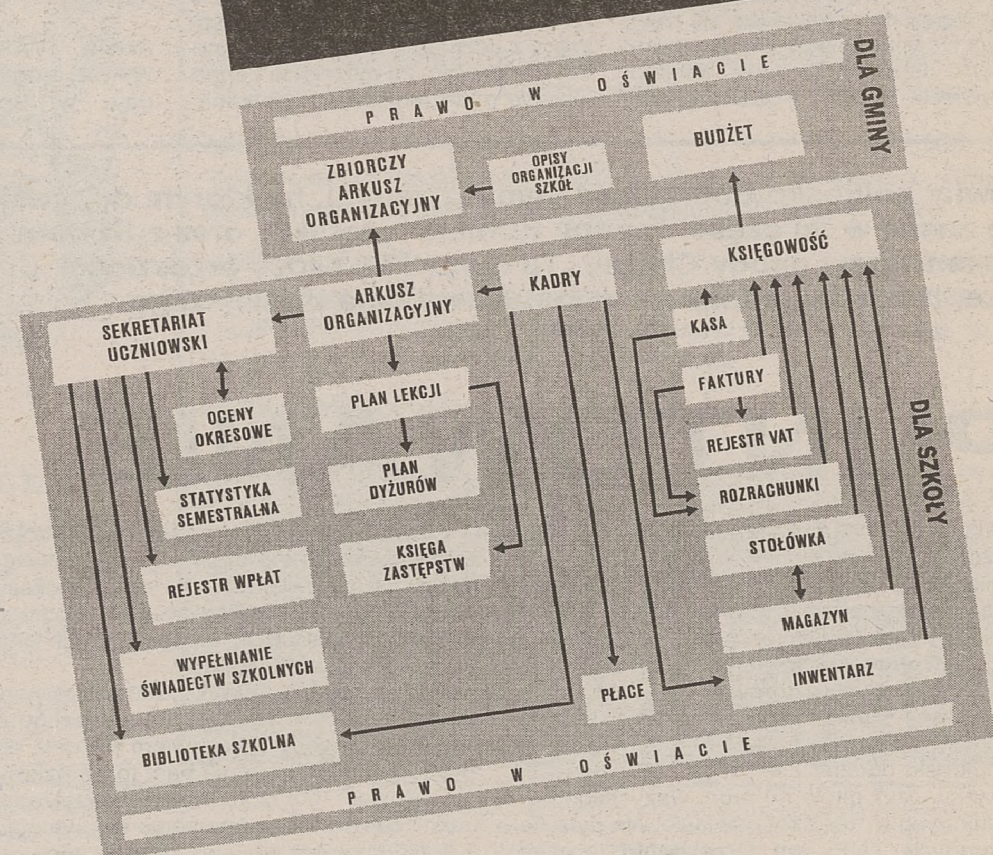 PRAWO W OŚWIACIE
DLA GMINY
ZBIORCZY
ARKUSZ
ORGANIZACYJNY
OPISY
ORGANIZACJI
SZKÓŁ
BUDŻET
DLA SZKOŁY
SEKRETARIAT
UCZNIOWSKI
ARKUSZ
ORGANIZACYJNY
KADRY
KSIĘGOWOŚĆ
OCENY
OKRESOWE
STATYSTYKA
SEMESTRALNA
REJESTR WPŁAT
WYPEŁNIANIE
ŚWIADECTW SZKOLNYCH
BIBLIOTEKA SZKOLNA
PLAN LEKCJI
PLAN
DYŻURÓW
KSIĘGA
ZASTĘPSTW
PŁACE
KASA
FAKTURY
REJESTR VAT
ROZRACHUNKI
STOŁÓWKA
MAGAZYN
INWENTARZ
PRAWO W OŚWIACIE